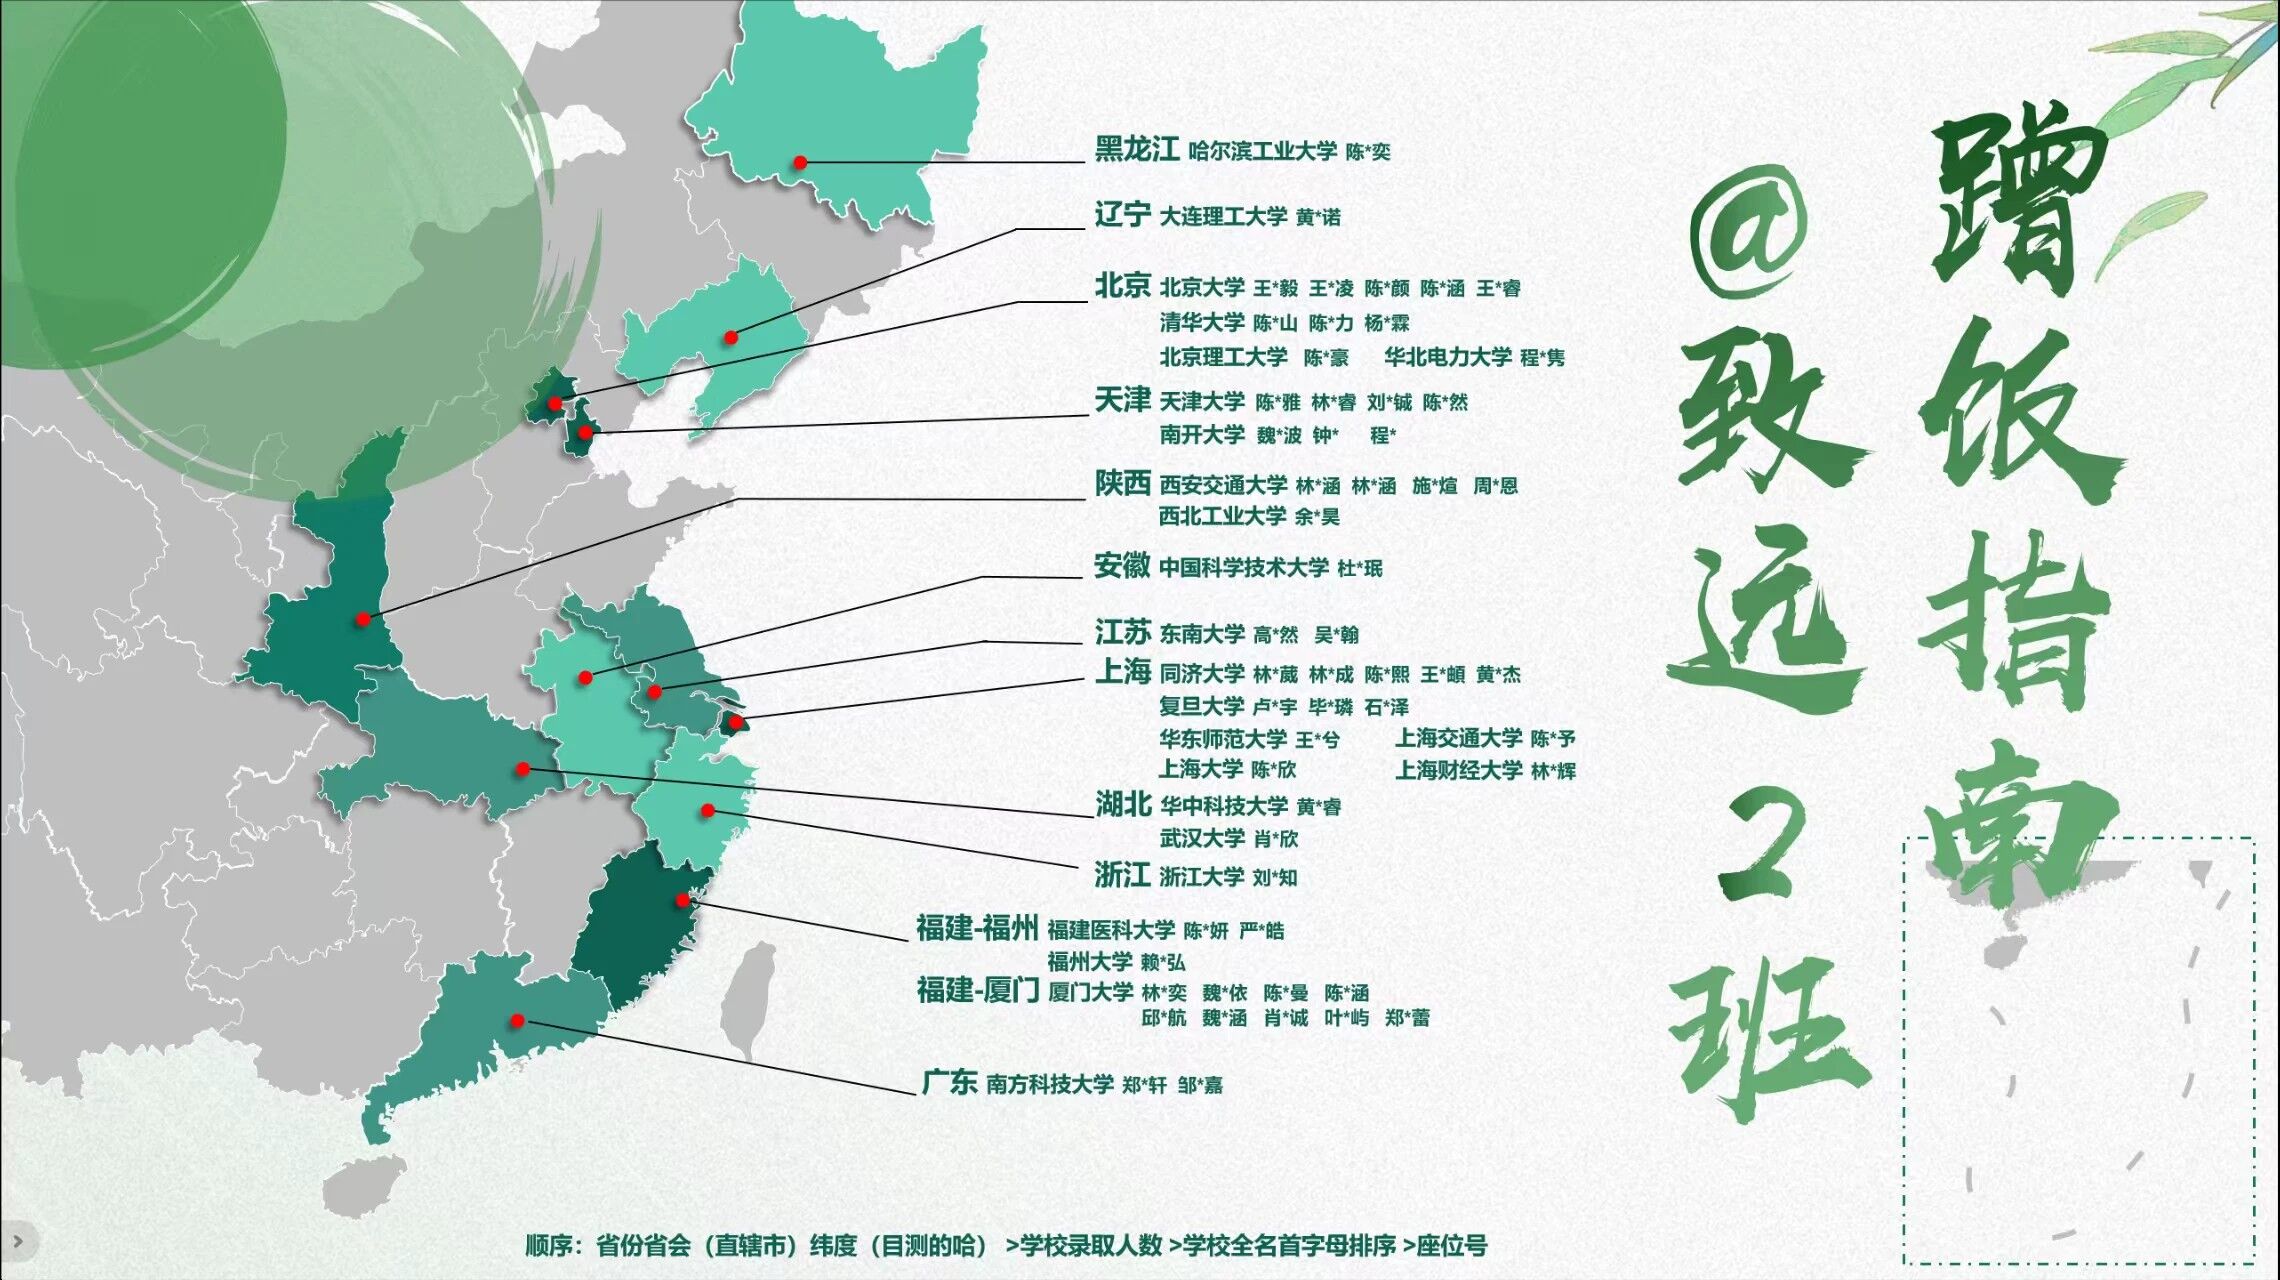 蹭饭指南
@致远2班
黑龙江 哈尔滨工业大学 陈*奕
辽宁 大连理工大学 黄*诺
北京 北京大学 王*毅 王*凌 陈*颜 陈*涵 王*睿
清华大学 陈*山 陈*力 杨*霖
北京理工大学 陈*豪 华北电力大学 程*隽
天津 天津大学 陈*雅 林*睿 刘*铖 陈*然
南开大学 魏*波 钟* 程*
陕西 西安交通大学 林*涵 林*涵 施*煊 周*恩
西北工业大学 余*昊
安徽 中国科学技术大学 杜*珉
江苏 东南大学 高*然 吴*翰
上海 同济大学 林*葳 林*成 陈*熙 王*頔 黄*杰
复旦大学 卢*宇 毕*璘 石*泽
华东师范大学 王*兮 上海交通大学 陈*予
上海大学 陈*欣 上海财经大学 林*辉
湖北 华中科技大学 黄*睿
武汉大学 肖*欣
浙江 浙江大学 刘*知
福建-福州 福建医科大学 陈*妍 严*皓
福州大学 赖*弘
福建-厦门 厦门大学 林*奕 魏*依 陈*曼 陈*涵
邱*航 魏*涵 肖*诚 叶*屿 郑*蕾
广东 南方科技大学 郑*轩 邹*嘉
顺序：省份省会（直辖市）纬度（目测的哈）>学校录取人数 >学校全名首字母排序 >座位号